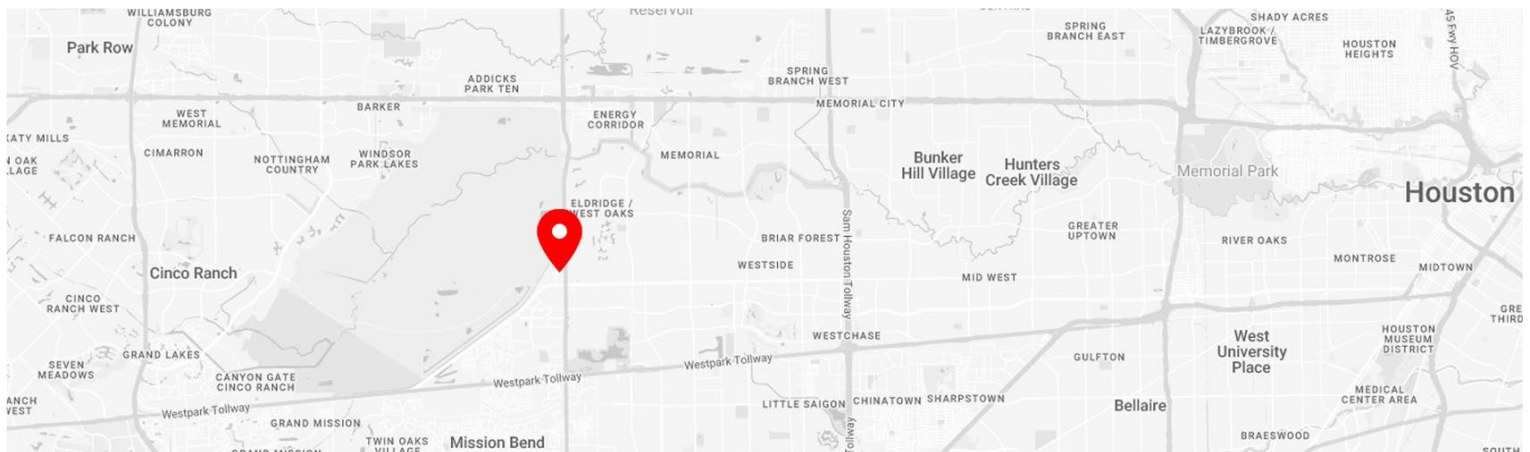 WILLIAMSBURG
COLONY
Park Row
Reservoir
SPRING
BRANCH EAST
SHADY ACRES
LAZYBROOK /
TIMBERGROVE
HOUSTON
HEIGHTS
45 Fwy HOV
ADDICKS
PARK TEN
SPRING
BRANCH WEST
WEST
MEMORIAL
BARKER
ENERGY
CORRIDOR
MEMORIAL CITY
KATY MILLS
CIMARRON
NOTTINGHAM
COUNTRY
WINDSOR
PARK LAKES
MEMORIAL
Bunker
Hill Village
Hunters
Creek Village
Memorial Park
Houston
ELDRIDGE /
WEST OAKS
FALCON RANCH
Cinco Ranch
BRIAR FOREST
WESTSIDE
Sam Houston Tollway
GREATER
UPTOWN
RIVER OAKS
MID WEST
MONTROSE
MIDTOWN
CINCO
RANCH WEST
WESTCHASE
SEVEN
MEADOWS
GRAND LAKES
CANYON GATE
CINCO RANCH
Westpark Tollway
Westpark Tollway
Westpark Tollway
GULFTON
West
University
Place
HOUSTON
MUSEUM
DISTRICT
GRAND MISSION
TWIN OAKS
VILLAGE
Mission Bend
LITTLE SAIGON
CHINATOWN
SHARPSTOWN
Bellaire
MEDICAL
CENTER AREA
BRAESWOOD